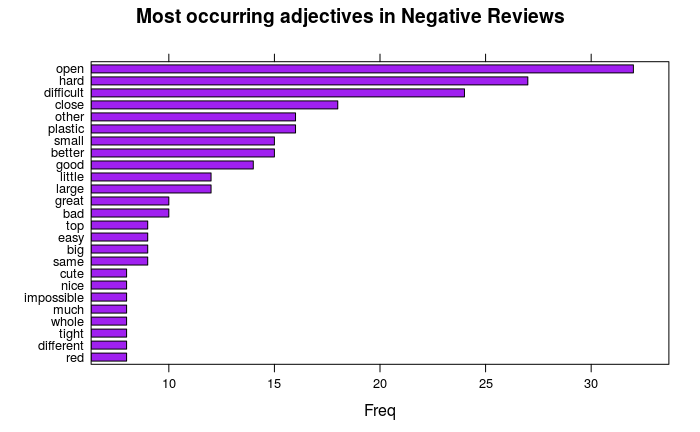 Most occurring adjectives in Negative Reviews
open
hard
difficult
close
other
plastic
small
better
good
little
large
great
bad
top
easy
big
same
cute
nice
impossible
much
whole
tight
different
red
10 15 20 25 30
Freq